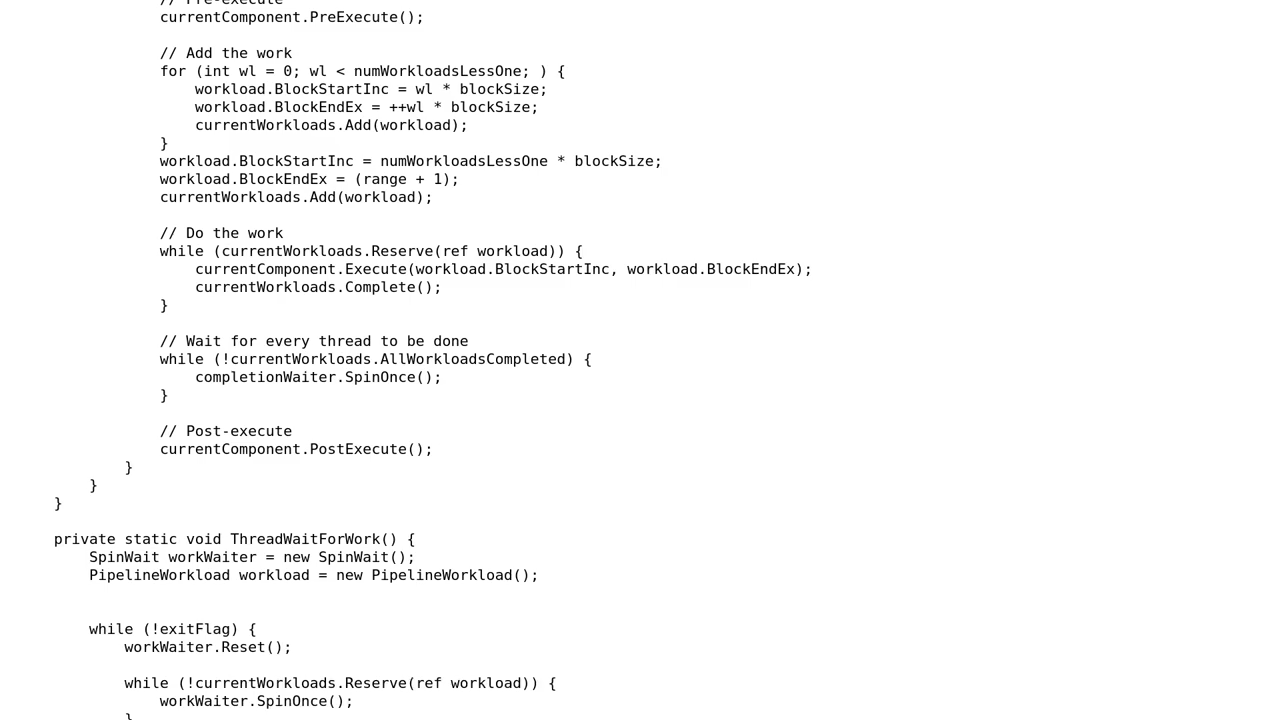 // Pre-execute
currentComponent.PreExecute();
// Add the work
for (int wl = 0; wl < numWorkloadsLessOne; ) {
workload.BlockStartInc = wl * blockSize;
workload.BlockEndEx = ++wl * blockSize;
currentWorkloads.Add(workload);
}
workload.BlockStartInc = numWorkloadsLessOne * blockSize;
workload.BlockEndEx = (range + 1);
currentWorkloads.Add(workload);
// Do the work
while (currentWorkloads.Reserve(ref workload)) {
currentComponent.Execute(workload.BlockStartInc, workload.BlockEndEx);
currentWorkloads.Complete();
}
// Wait for every thread to be done
while (!currentWorkloads.AllWorkloadsCompleted) {
completionWaiter.SpinOnce();
}
// Post-execute
currentComponent.PostExecute();
}
}
}
private static void ThreadWaitForWork() {
SpinWait workWaiter = new SpinWait();
PipelineWorkload workload = new PipelineWorkload();
while (!exitFlag) {
workWaiter.Reset();
while (!currentWorkloads.Reserve(ref workload)) {
workWaiter.SpinOnce();
}